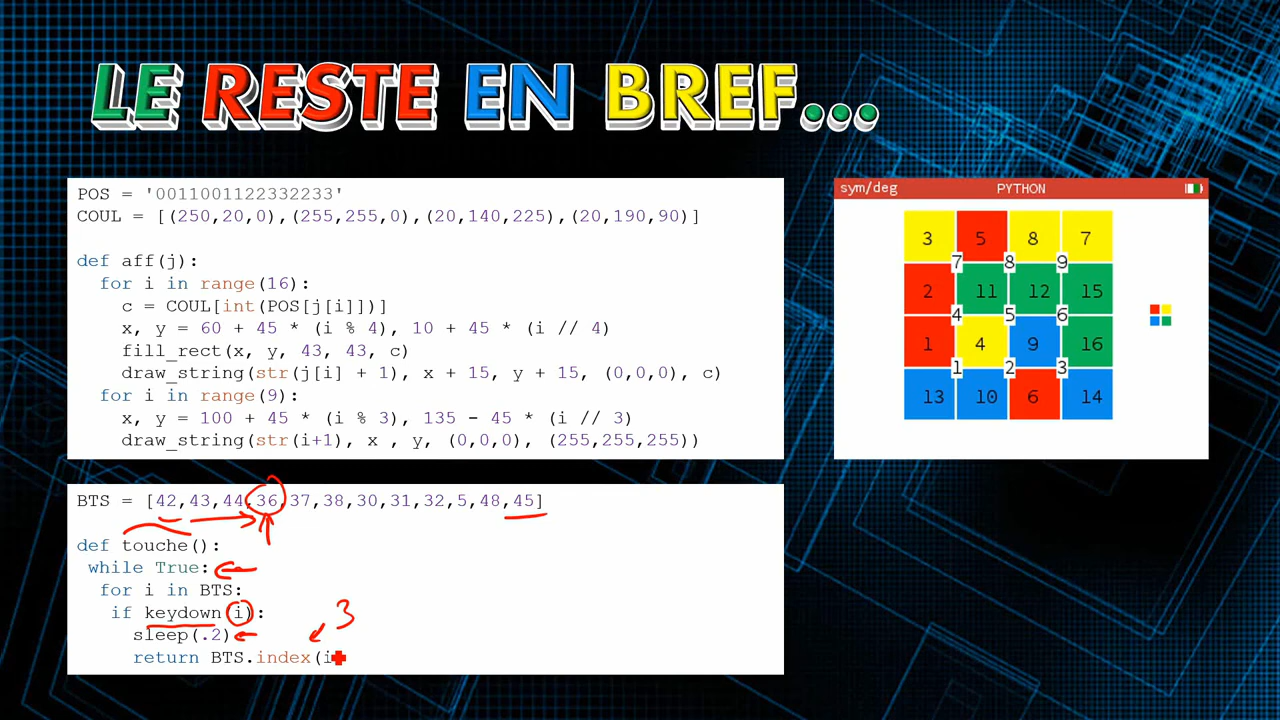 LE RESTE EN BREF...
POS = '0011001122332233'
COUL = [(250,20,0),(255,255,0),(20,140,225),(20,190,90)]
def aff(j):
for i in range(16):
c = COUL[int(POS[j[i]])]
x, y = 60 + 45 * (i % 4), 10 + 45 * (i // 4)
fill_rect(x, y, 43, 43, c)
draw_string(str(j[i] + 1), x + 15, y + 15, (0,0,0), c)
for i in range(9):
x, y = 100 + 45 * (i % 3), 135 - 45 * (i // 3)
draw_string(str(i+1), x , y, (0,0,0), (255,255,255))
BTS = [42,43,44,36,37,38,30,31,32,5,48,45]
def touche():
while True:
for i in BTS:
if keydown(i):
sleep(.2)
3
return BTS.index(i
sym/deg PYTHON
3 5 8 7
7 8 9
2 11 12 15
4 5 6
1 4 9 16
1 2 3
13 10 6 14